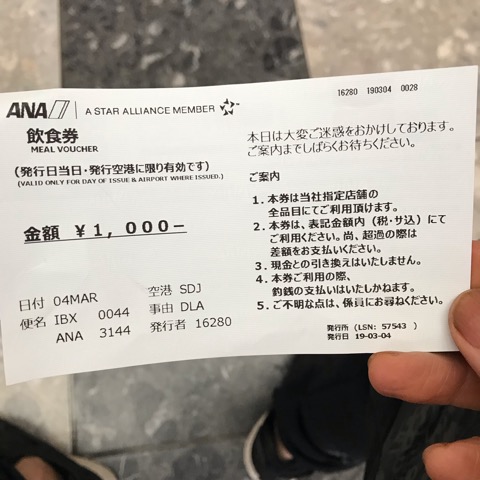 ANA A STAR ALLIANCE MEMBER
飲食券
MEAL VOUCHER
(発行日当日・発行空港に限り有効です)
(VALID ONLY FOR DAY OF ISSUE & AIRPORT WHERE ISSUED.)
金額 ¥1,000−
日付 04MAR 空港 SDJ
便名 IBX 0044 事由 DLA
ANA 3144 発行者 16280
16280 190304 0028
本日は大変ご迷惑をおかけしております。
ご案内までしばらくお待ちください。
ご案内
1.本券は当社指定店舗の
全品目にてご利用頂けます。
2.本券は、表記金額内(税・サ込)にて
ご利用ください。尚、超過の際は
差額をお支払いください。
3.現金との引き換えはいたしません。
4.本券ご利用の際、
釣銭の支払いはいたしかねます。
5.ご不明な点は、係員にお尋ねください。
発行所 (LSN: 57543 )
発行日 19-03-04